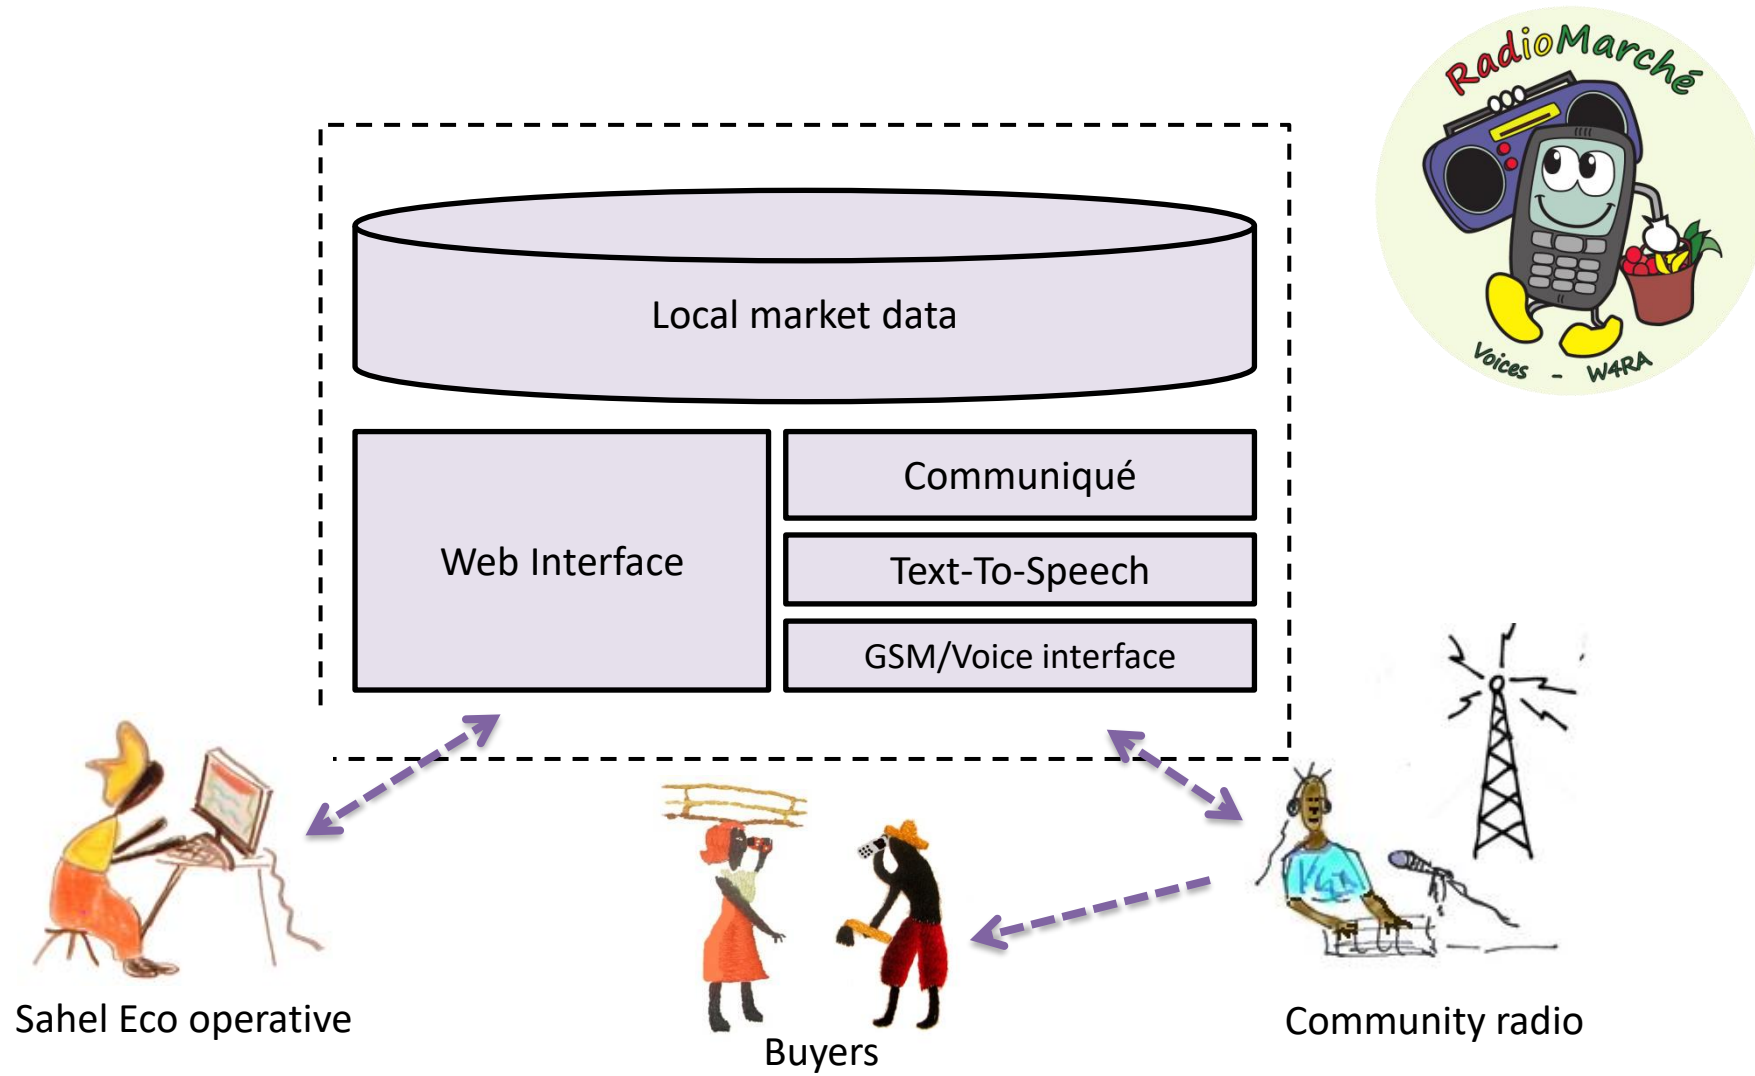 RadioMarché
Voices - W4RA
Local market data
Web Interface
Communiqué
Text-To-Speech
GSM/Voice interface
Sahel Eco operative
Buyers
Community radio